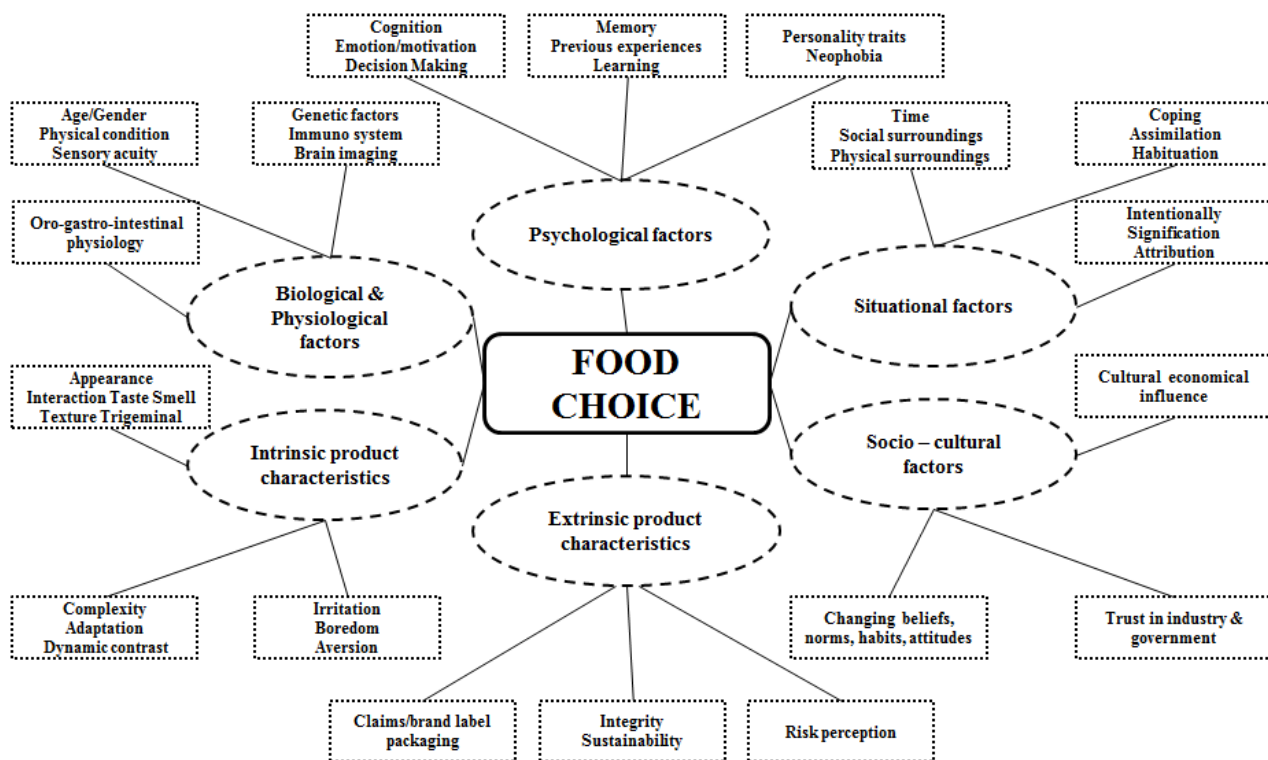 Cognition
Emotion/motivation
Decision Making
Memory
Previous experiences
Learning
Personality traits
Neophobia
Age/Gender
Physical condition
Sensory acuity
Genetic factors
Immuno system
Brain imaging
Time
Social surroundings
Physical surroundings
Coping
Assimilation
Habituation
Oro-gastro-intestinal
physiology
Psychological factors
Intentionally
Signification
Attribution
Biological &
Physiological
factors
Situational factors
FOOD
CHOICE
Appearance
Interaction Taste Smell
Texture Trigeminal
Cultural economical
influence
Intrinsic product
characteristics
Socio – cultural
factors
Extrinsic product
characteristics
Complexity
Adaptation
Dynamic contrast
Irritation
Boredom
Aversion
Changing beliefs,
norms, habits, attitudes
Trust in industry &
government
Claims/brand label
packaging
Integrity
Sustainability
Risk perception